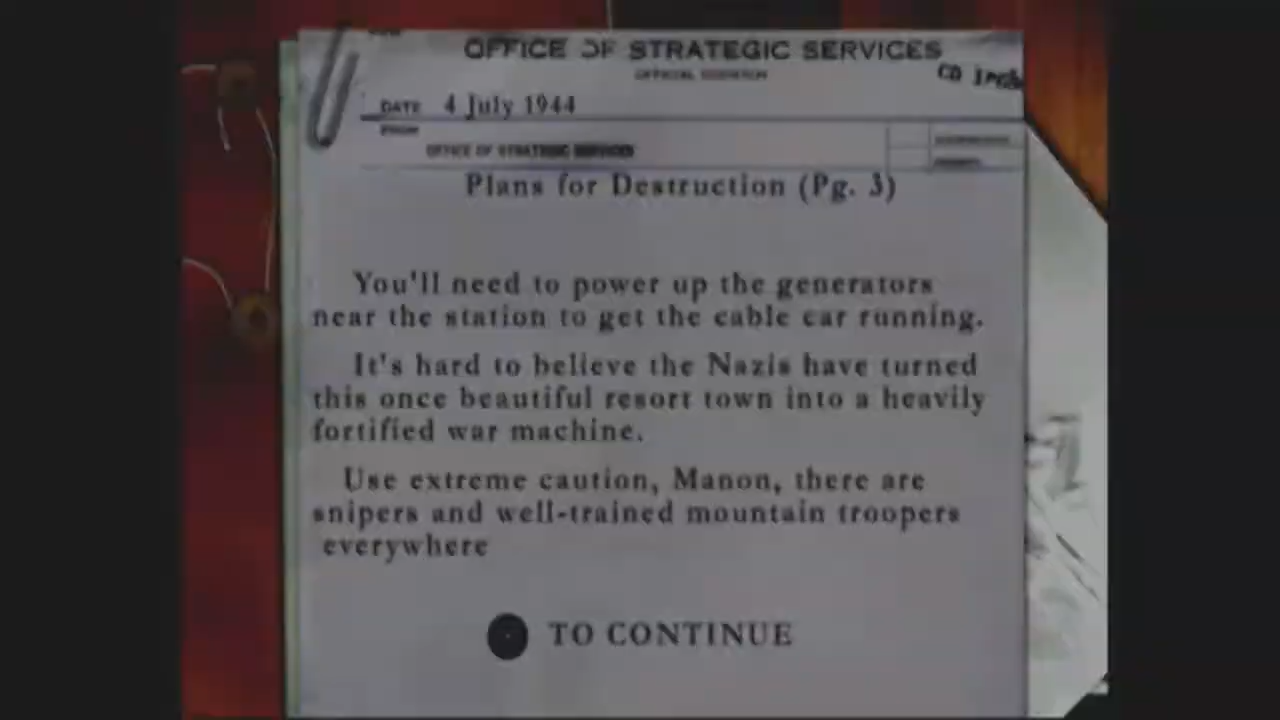 OFFICE OF STRATEGIC SERVICES
DATE 4 July 1944
OFFICE OF STRATEGIC SERVICES
Plans for Destruction (Pg. 3)
You'll need to power up the generators
near the station to get the cable car running.
It's hard to believe the Nazis have turned
this once beautiful resort town into a heavily
fortified war machine.
Use extreme caution, Manon, there are
snipers and well-trained mountain troopers
everywhere
TO CONTINUE